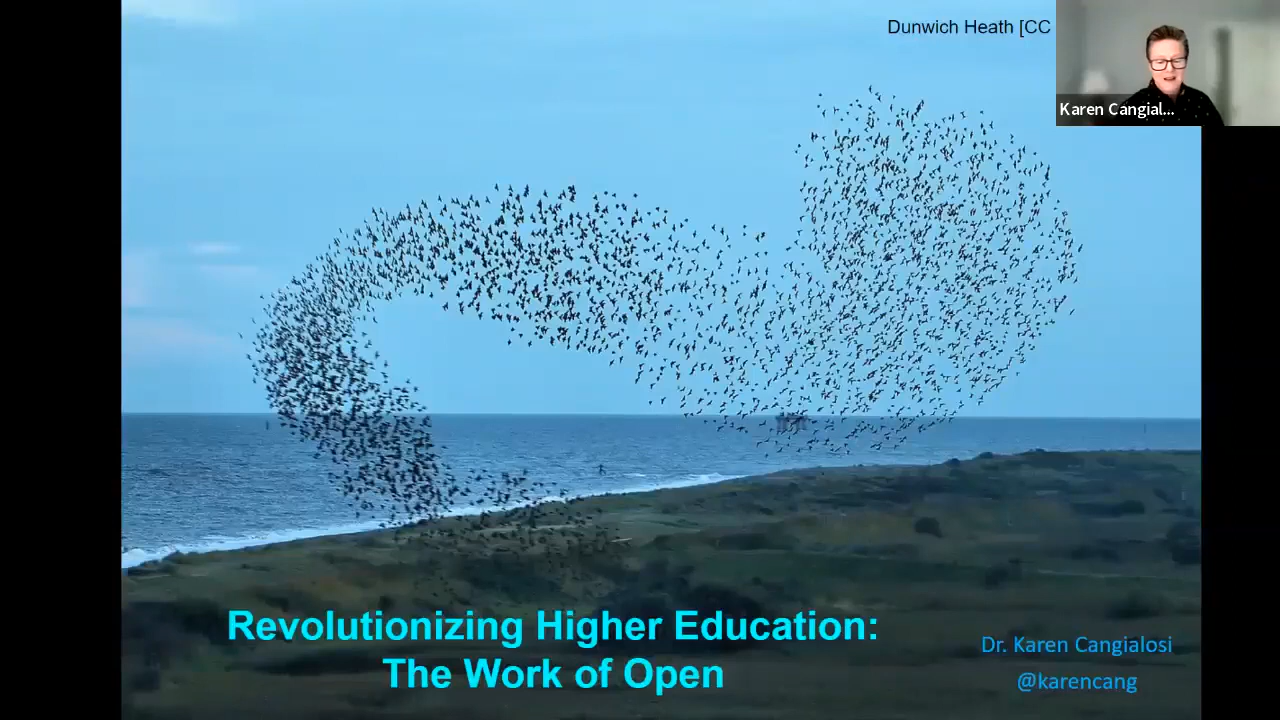 Dunwich Heath [CC
Karen Cangial...
Revolutionizing Higher Education:
The Work of Open
Dr. Karen Cangialosi
@karencang